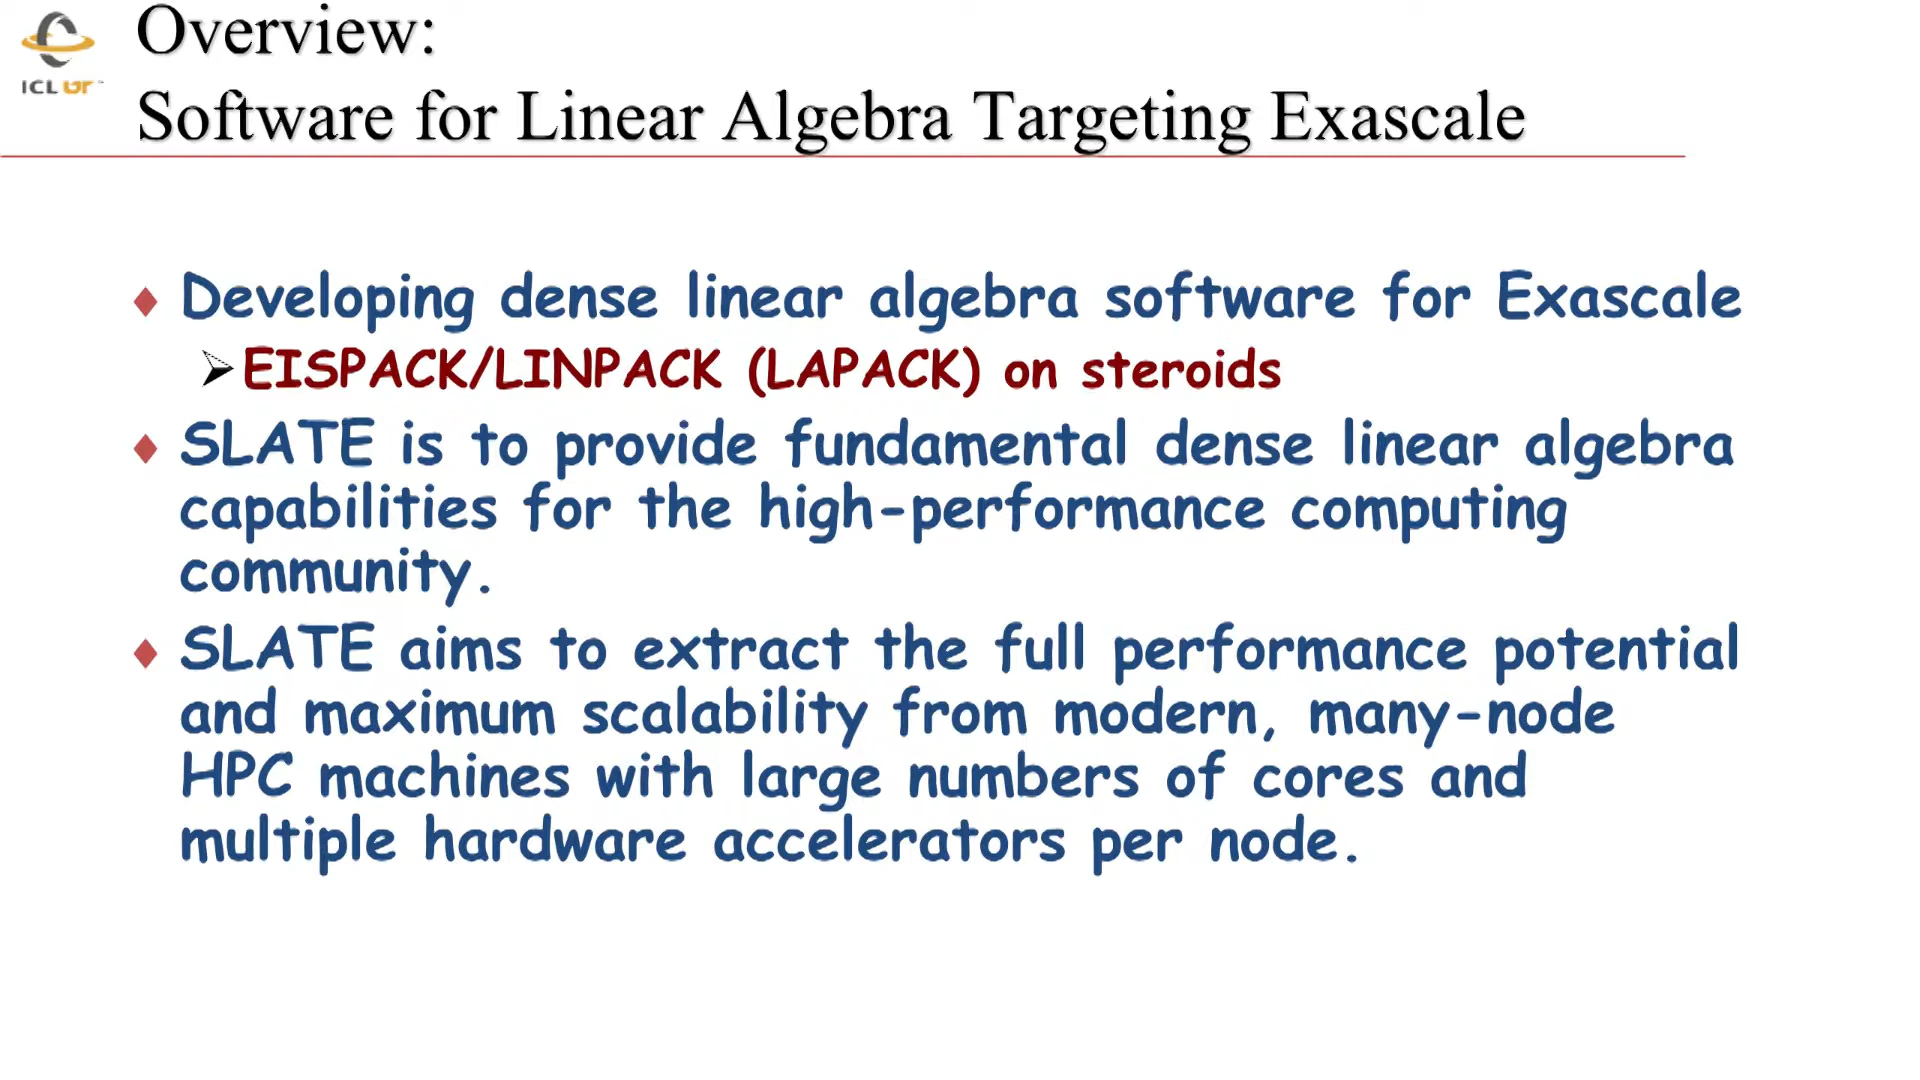 ICL UT
Overview:
Software for Linear Algebra Targeting Exascale
Developing dense linear algebra software for Exascale
EISPACK/LINPACK (LAPACK) on steroids
SLATE is to provide fundamental dense linear algebra
capabilities for the high-performance computing
community.
SLATE aims to extract the full performance potential
and maximum scalability from modern, many-node
HPC machines with large numbers of cores and
multiple hardware accelerators per node.